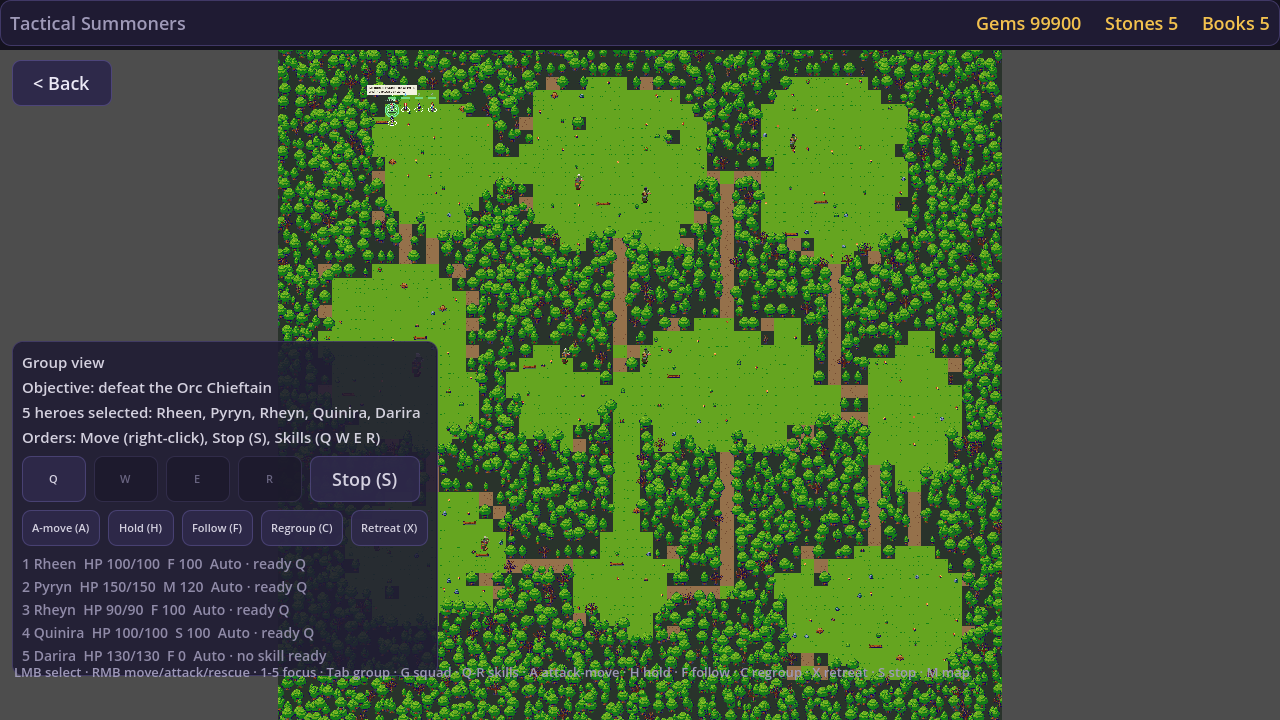 Tactical Summoners
Gems 99900 Stones 5 Books 5
< Back
Group view
Objective: defeat the Orc Chieftain
5 heroes selected: Rheen, Pyryn, Rheyn, Quinira, Darira
Orders: Move (right-click), Stop (S), Skills (Q W E R)
Q W E R Stop (S)
A-move (A) Hold (H) Follow (F) Regroup (C) Retreat (X)
1 Rheen HP 100/100 F 100 Auto · ready Q
2 Pyryn HP 150/150 M 120 Auto · ready Q
3 Rheyn HP 90/90 F 100 Auto · ready Q
4 Quinira HP 100/100 S 100 Auto · ready Q
5 Darira HP 130/130 F 0 Auto · no skill ready
LMB select · RMB move/attack/rescue · 1-5 focus · Tab group · G squad · Q-R skills · A attack-move · H hold · F follow · C regroup · X retreat · S stop · M map